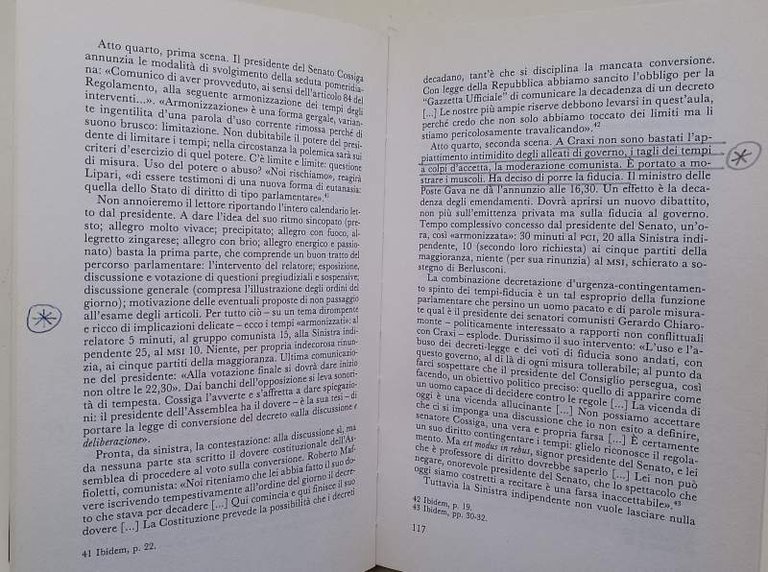 Atto quarto, prima scena. Il presidente del Senato Cossiga
annunzia le modalità di svolgimento della seduta pomeridia-
na: «Comunico di aver provveduto, ai sensi dell'articolo 84 del
Regolamento, alla seguente armonizzazione dei tempi degli
interventi...». «Armonizzazione» è una forma gergale, varian-
te ingentilita d'una parola d'uso corrente rimossa perché di
suono brusco: limitazione. Non dubitabile il potere del presi-
dente di limitare i tempi; nella circostanza la polemica sarà sui
criteri d'esercizio di quel potere. C'è limite e limite: questione
di misura. Uso del potere o abuso? «Noi rischiamo», reagirà
Lipari, «di essere testimoni di una nuova forma di eutanasia:
quella dello Stato di diritto di tipo parlamentare».41
Non annoieremo il lettore riportando l'intero calendario let-
to dal presidente. A dare l'idea del suo ritmo sincopato (pre-
sto; allegro molto vivace; precipitato; allegro con fuoco, al-
legretto zingarese; allegro con brio; allegro energico e passio-
nato) basta la prima parte, che comprende un buon tratto del
percorso parlamentare: l'intervento del relatore; esposizione,
discussione e votazione di questioni pregiudiziali e sospensive;
discussione generale (compresa l'illustrazione degli ordini del
giorno); motivazione delle eventuali proposte di non passaggio
all'esame degli articoli. Per tutto ciò – su un tema dirompente
e ricco di implicazioni delicate – ecco i tempi «armonizzati»: al
relatore 5 minuti, al gruppo comunista 15, alla Sinistra indi-
pendente 25, al MSI 10. Niente, per propria indecorosa rinun-
zia, ai cinque partiti della maggioranza. Ultima comunicazio-
ne del presidente: «Alla votazione finale si dovrà dare inizio
non oltre le 22,30». Dai banchi dell'opposizione si leva sonori-
tà di tempesta. Cossiga l'avverte e s'affretta a dare spiegazio-
ni: il presidente dell'Assemblea ha il dovere – è la sua tesi – di
portare la legge di conversione del decreto «alla discussione e
deliberazione».
Pronta, da sinistra, la contestazione: alla discussione sì, ma
da nessuna parte sta scritto il dovere costituzionale dell'As-
semblea di procedere al voto sulla conversione. Roberto Maf-
fioletti, comunista: «Noi riteniamo che lei abbia fatto il suo do-
vere iscrivendo tempestivamente all'ordine del giorno il decre-
to che stava per decadere [...] Qui comincia e qui finisce il suo
dovere [...] La Costituzione prevede la possibilità che i decreti
41 Ibidem, p. 22.
decadano, tant'è che si disciplina la mancata conversione.
Con legge della Repubblica abbiamo sancito l'obbligo per la
"Gazzetta Ufficiale" di comunicare la decadenza di un decreto
[...] Le nostre più ampie riserve debbono levarsi in quest'aula,
perché credo che non solo abbiamo toccato dei limiti ma li
stiamo pericolosamente travalicando».42
Atto quarto, seconda scena. A Craxi non sono bastati l'ap-
piattimento intimidito degli alleati di governo, i tagli dei tempi
a colpi d'accetta, la moderazione comunista. È portato a mo-
strare i muscoli. Ha deciso di porre la fiducia. Il ministro delle
Poste Gava ne dà l'annunzio alle 16,30. Un effetto è la deca-
denza degli emendamenti. Dovrà aprirsi un nuovo dibattito,
non più sull'emittenza privata ma sulla fiducia al governo.
Tempo complessivo concesso dal presidente del Senato, un'o-
ra, così «armonizzata»: 30 minuti al PCI, 20 alla Sinistra indi-
pendente, 10 (secondo loro richiesta) ai cinque partiti della
maggioranza, niente (per sua rinunzia) al MSI, schierato a so-
stegno di Berlusconi.
La combinazione decretazione d'urgenza-contingentamen-
to spinto dei tempi-fiducia è un tal esproprio della funzione
parlamentare che persino un uomo pacato e di parole misura-
te qual è il presidente dei senatori comunisti Gerardo Chiaro-
monte – politicamente interessato a rapporti non conflittuali
con Craxi – esplode. Durissimo il suo intervento: «L'uso e l'a-
buso dei decreti-legge e dei voti di fiducia sono andati, con
questo governo, al di là di ogni misura tollerabile; al punto da
farci sospettare che il presidente del Consiglio persegua, così
facendo, un obiettivo politico preciso: quello di apparire come
un uomo capace di decidere contro le regole [...] La vicenda di
oggi è una vicenda allucinante [...] Non possiamo accettare
che ci si imponga una discussione che io non esito a definire,
senatore Cossiga, una vera e propria farsa [...] È certamente
un suo diritto contingentare i tempi: glielo riconosce il regola-
mento. Ma est modus in rebus, signor presidente del Senato, e lei
che è professore di diritto dovrebbe saperlo [...] Lei non può
negare, onorevole presidente del Senato, che lo spettacolo che
oggi siamo costretti a recitare è una farsa inaccettabile».43
Tuttavia la Sinistra indipendente non vuole lasciare nulla
42 Ibidem, p. 19.
43 Ibidem, pp. 30-32.
117